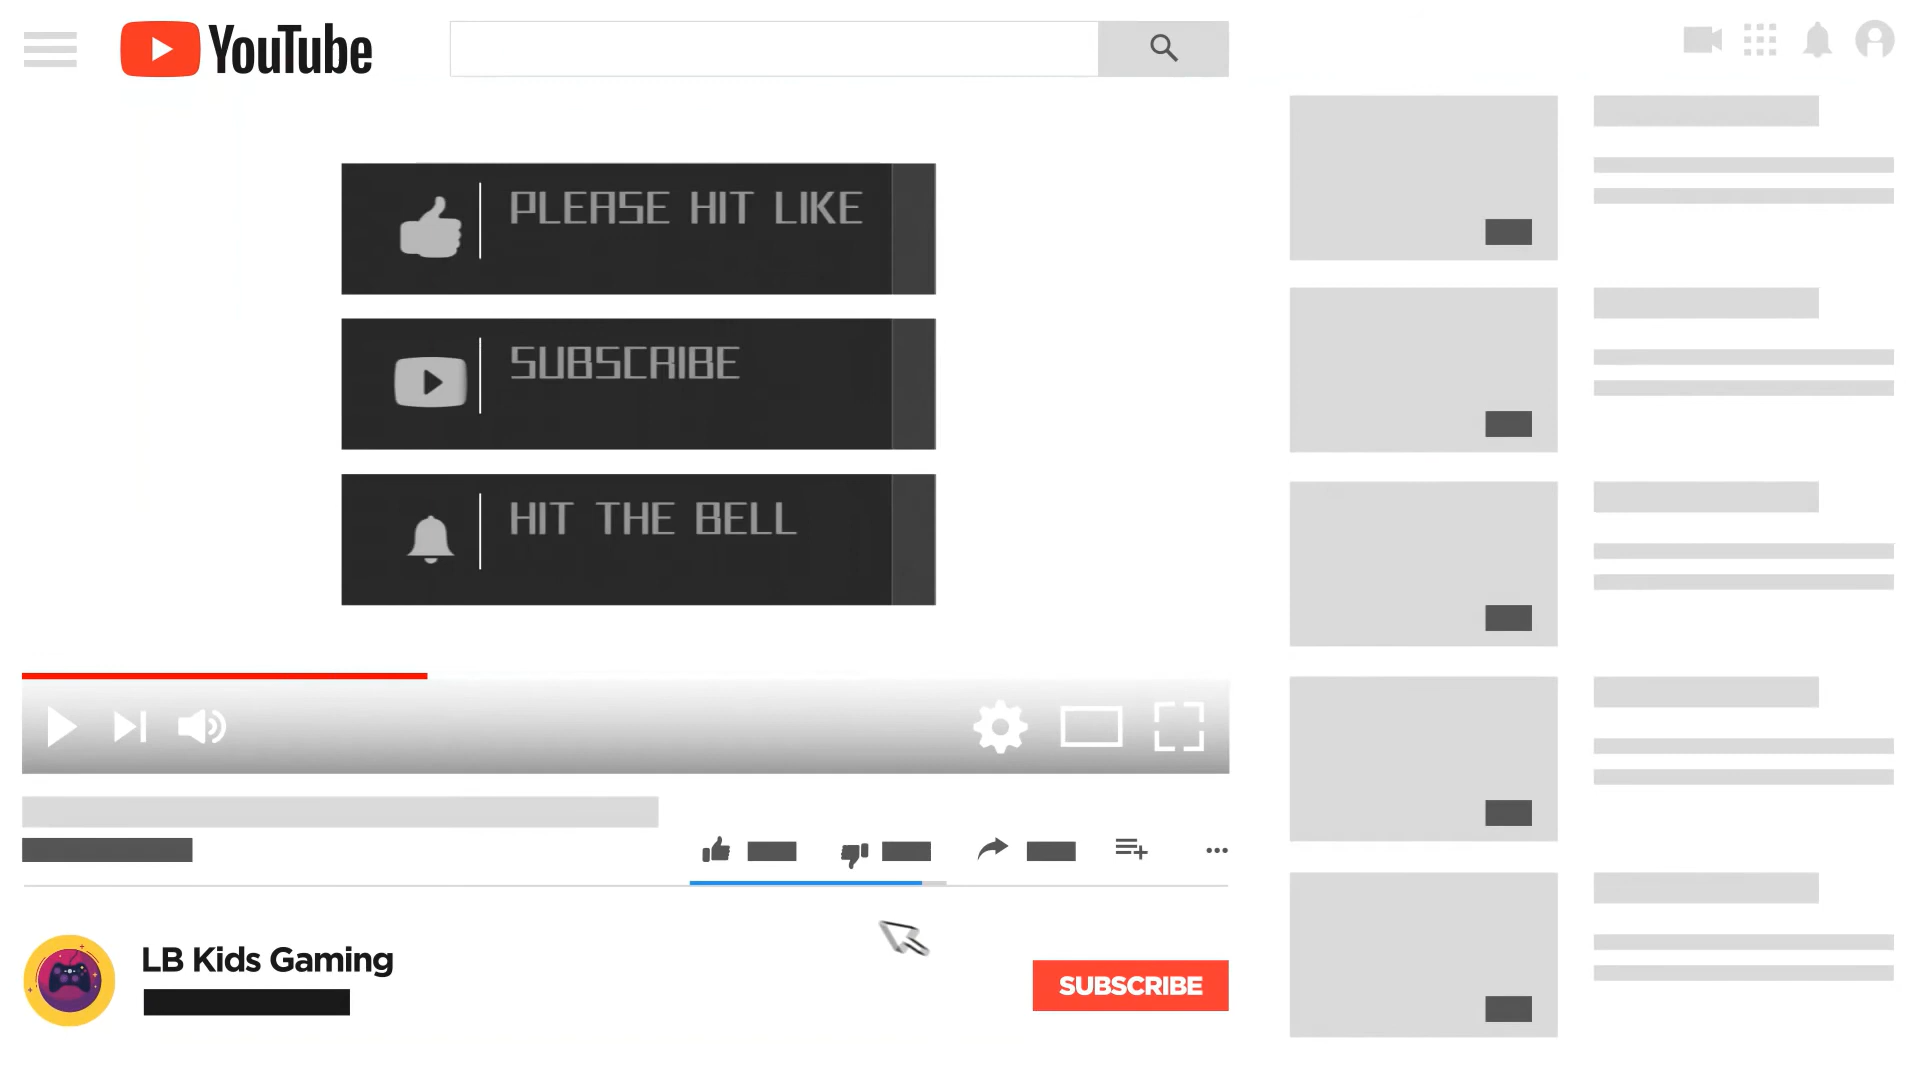 YouTube
PLEASE HIT LIKE
SUBSCRIBE
HIT THE BELL
LB Kids Gaming
SUBSCRIBE